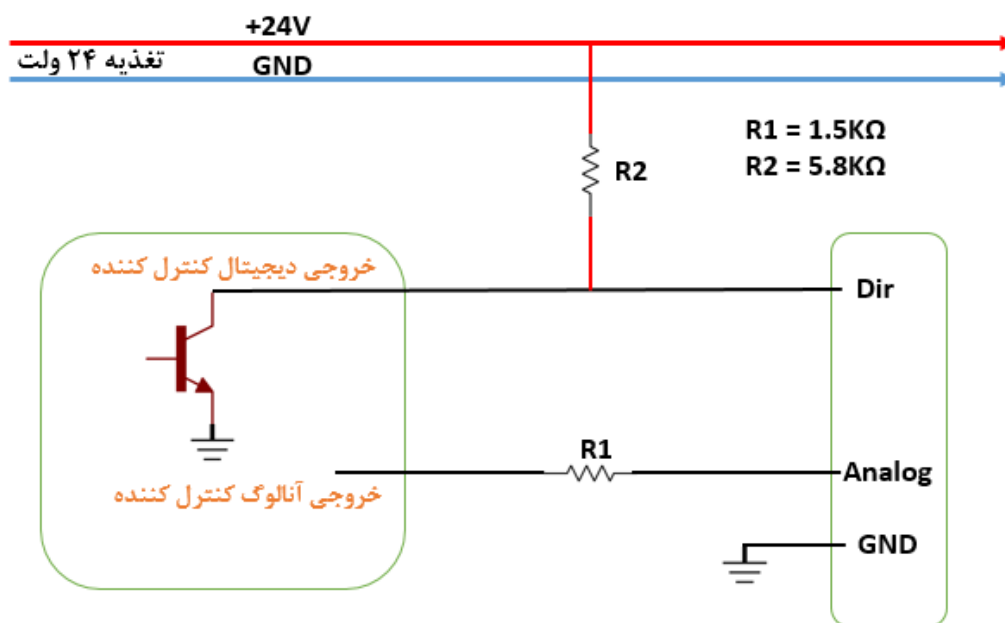 +24V
تغذیه ۲۴ ولت
GND
R1 = 1.5KΩ
R2 = 5.8KΩ
R2
خروجی دیجیتال کنترل کننده
Dir
R1
Analog
خروجی آنالوگ کنترل کننده
GND